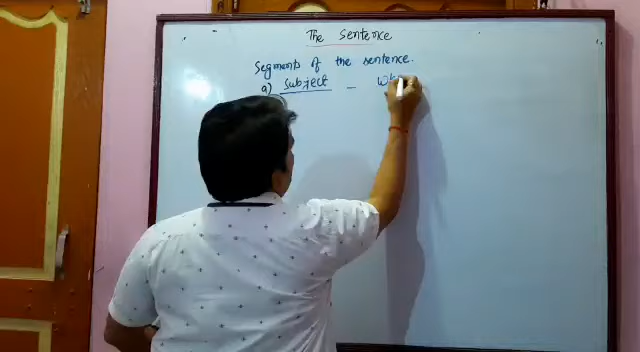 The Sentence
Segments of the sentence.
a) Subject –